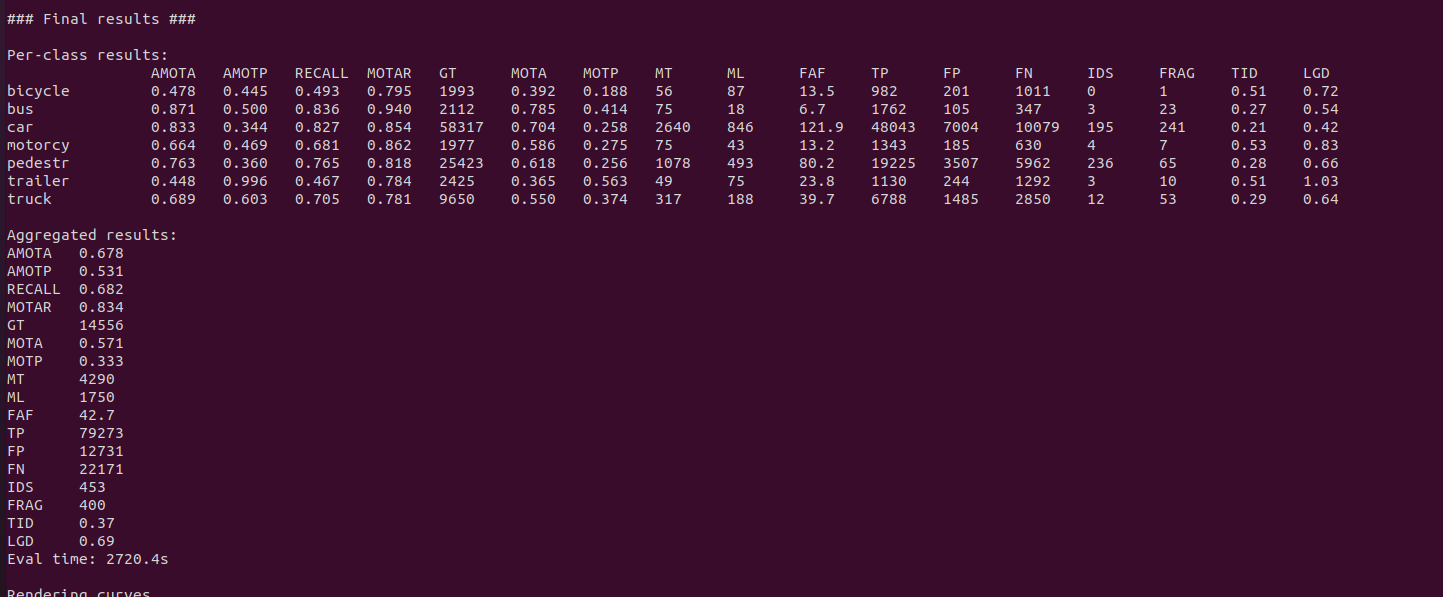 ### Final results ###
Per-class results:
AMOTA AMOTP RECALL MOTAR GT MOTA MOTP MT ML FAF TP FP FN IDS FRAG TID LGD
bicycle 0.478 0.445 0.493 0.795 1993 0.392 0.188 56 87 13.5 982 201 1011 0 1 0.51 0.72
bus 0.871 0.500 0.836 0.940 2112 0.785 0.414 75 18 6.7 1762 105 347 3 23 0.27 0.54
car 0.833 0.344 0.827 0.854 58317 0.704 0.258 2640 846 121.9 48043 7004 10079 195 241 0.21 0.42
motorcy 0.664 0.469 0.681 0.862 1977 0.586 0.275 75 43 13.2 1343 185 630 4 7 0.53 0.83
pedestr 0.763 0.360 0.765 0.818 25423 0.618 0.256 1078 493 80.2 19225 3507 5962 236 65 0.28 0.66
trailer 0.448 0.996 0.467 0.784 2425 0.365 0.563 49 75 23.8 1130 244 1292 3 10 0.51 1.03
truck 0.689 0.603 0.705 0.781 9650 0.550 0.374 317 188 39.7 6788 1485 2850 12 53 0.29 0.64
Aggregated results:
AMOTA 0.678
AMOTP 0.531
RECALL 0.682
MOTAR 0.834
GT 14556
MOTA 0.571
MOTP 0.333
MT 4290
ML 1750
FAF 42.7
TP 79273
FP 12731
FN 22171
IDS 453
FRAG 400
TID 0.37
LGD 0.69
Eval time: 2720.4s
Rendering curves